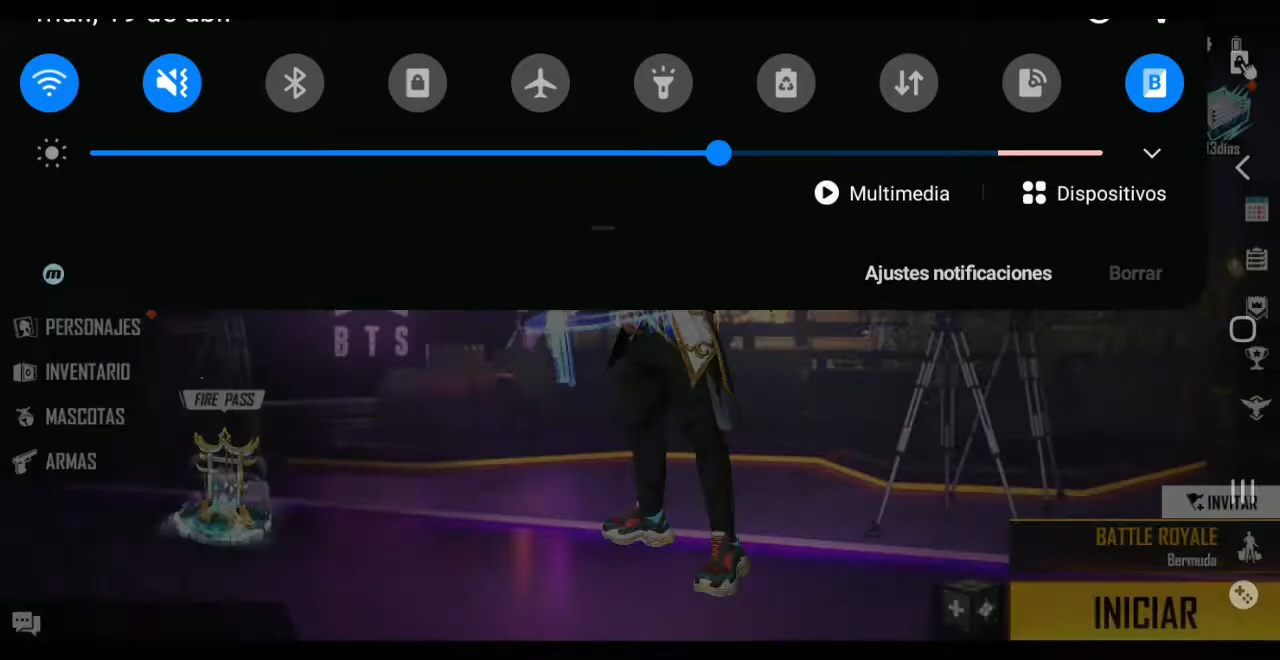 B
Multimedia
Dispositivos
m
Ajustes notificaciones
Borrar
13días
PERSONAJES
BTS
INVENTARIO
MASCOTAS
FIRE PASS
ARMAS
INVITAR
BATTLE ROYALE
Bermuda
INICIAR